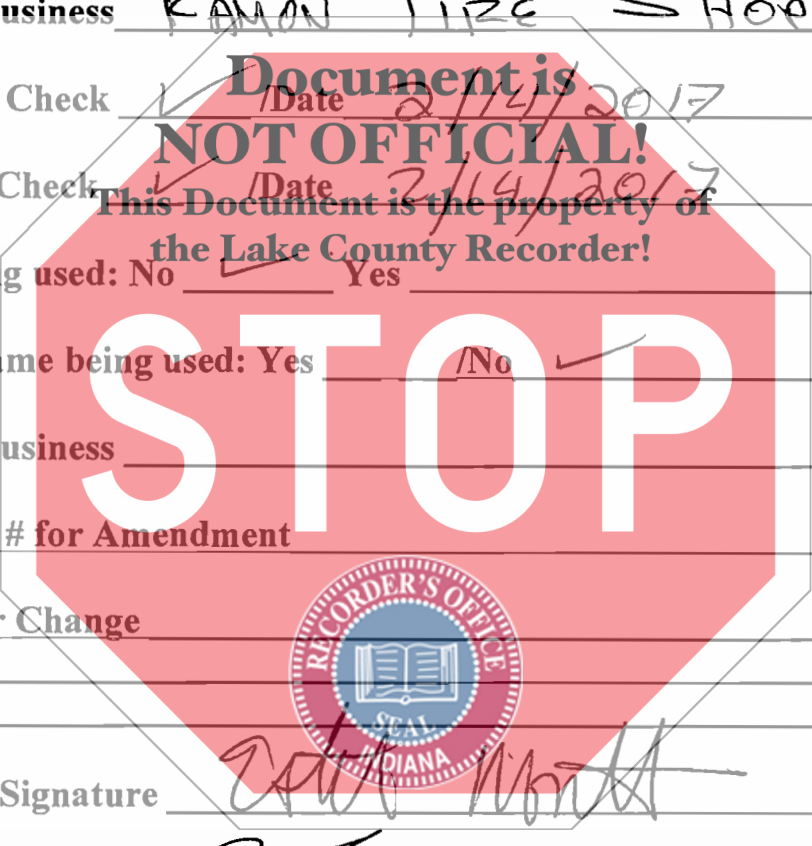 usiness RAMON TIRE SHOP
Document is
Check ✓ /Date 2/14/2017
NOT OFFICIAL!
Check ✓ /Date 2/14/2017
This Document is the property of
the Lake County Recorder!
g used: No ✓ Yes
me being used: Yes /No ✓
STOP
usiness
# for Amendment
r Change
RECORDER'S OFFICE
SEAL
INDIANA
Signature